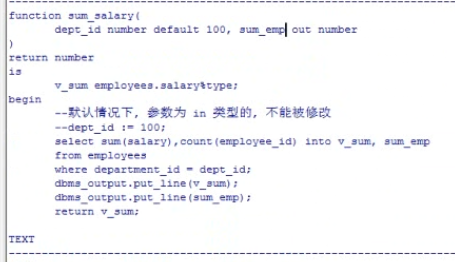 function sum_salary(
dept_id number default 100, sum_emp out number
)
return number
is
v_sum employees.salary%type;
begin
--默认情况下，参数为 in 类型的，不能被修改
--dept_id := 100;
select sum(salary),count(employee_id) into v_sum, sum_emp
from employees
where department_id = dept_id;
dbms_output.put_line(v_sum);
dbms_output.put_line(sum_emp);
return v_sum;
TEXT